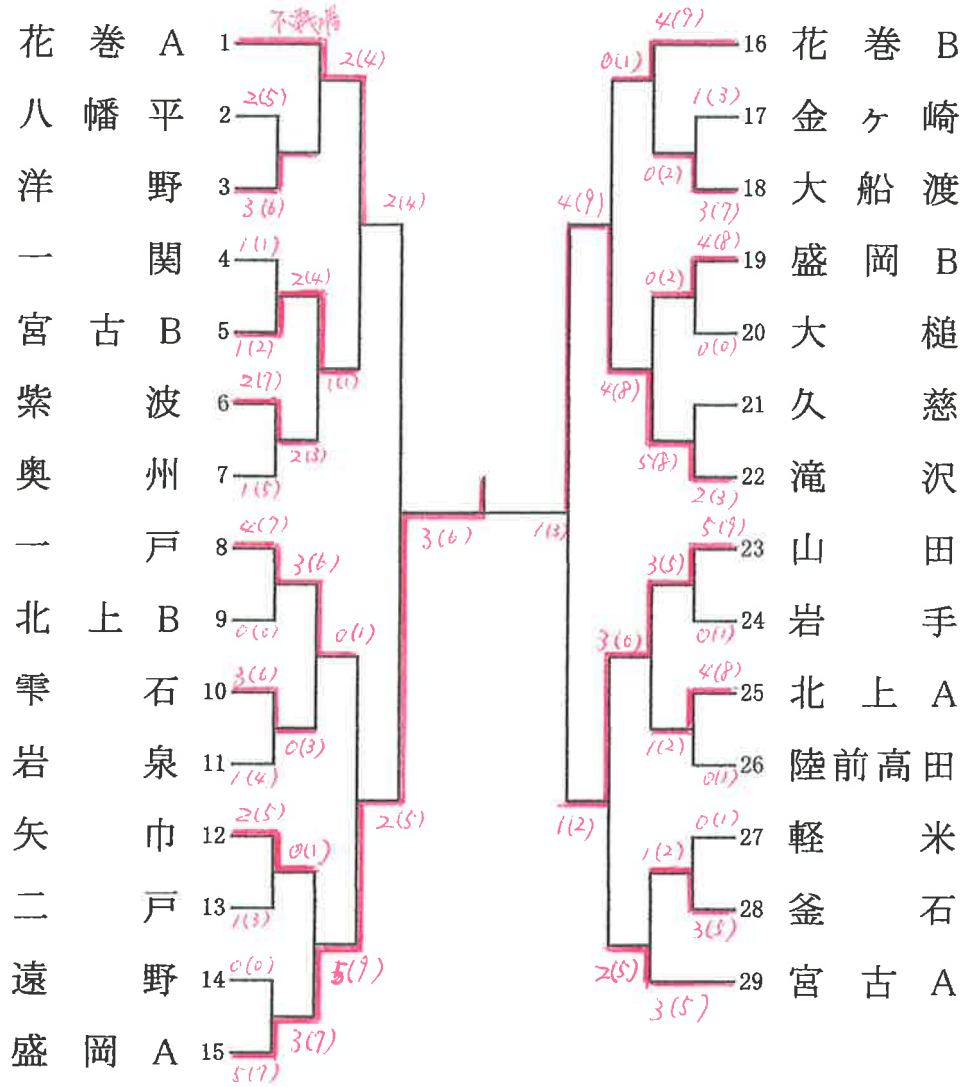 不戦勝
花巻A 1
2(4)
2(5)
八幡平 2
洋野 3
3(6)
2(4)
1(1)
一関 4
2(4)
宮古B 5
1(2)
1(1)
2(7)
紫波 6
2(3)
奥州 7
1(5)
3(6)
4(7)
一戸 8
3(6)
北上B 9
0(0)
0(1)
3(6)
雫石 10
0(3)
岩泉 11
1(4)
2(5)
2(5)
矢巾 12
0(1)
二戸 13
1(3)
0(0)
遠野 14
5(9)
3(7)
盛岡A 15
5(7)
4(9)
16 花巻B
0(1)
1(3)
17 金ヶ崎
0(2)
18 大船渡
3(7)
4(9)
4(8)
19 盛岡B
0(2)
20 大槌
0(0)
4(8)
21 久慈
5(8)
22 滝沢
2(3)
1(3)
5(9)
23 山田
3(5)
24 岩手
0(1)
4(8)
25 北上A
1(2)
26 陸前高田
0(1)
1(2)
0(1)
27 軽米
1(2)
28 釜石
3(5)
2(5)
29 宮古A
3(5)